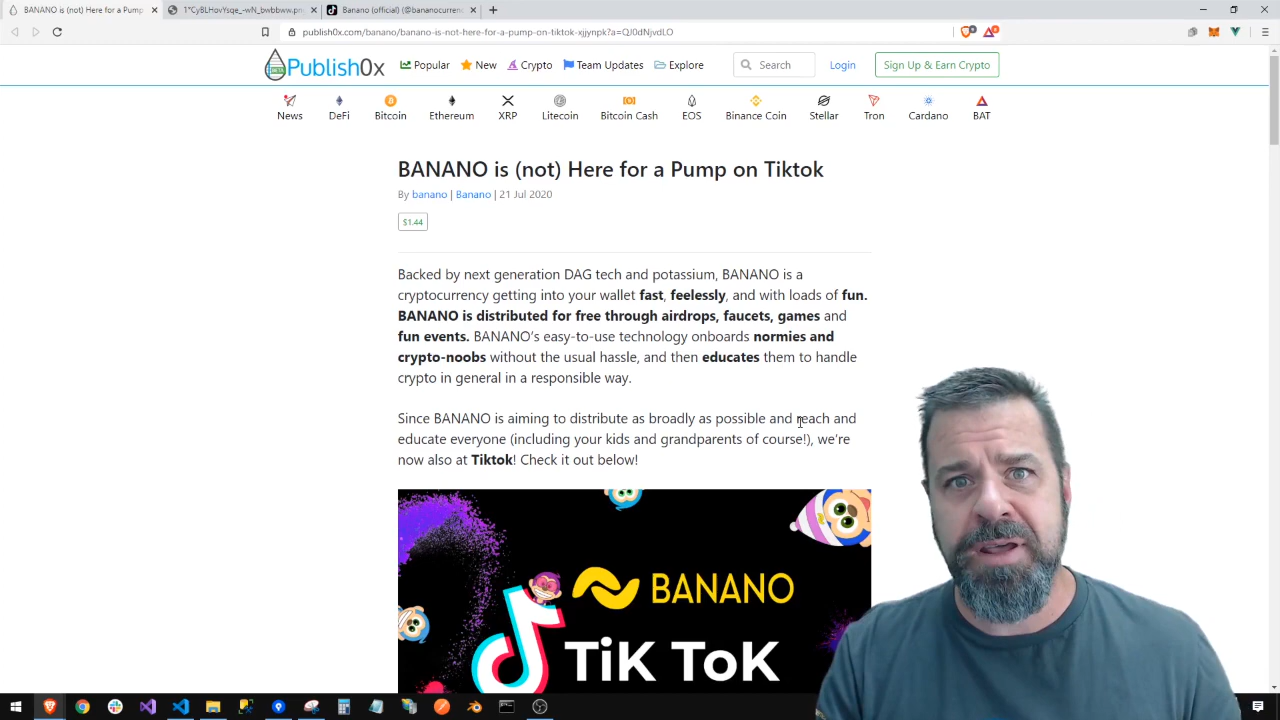 BANANO is (not) Here for a Pump
1*CyBLHovYsqe_-wN_bwbbww.png
Banano (official) (@bananocurren
publish0x.com/banano/banano-is-not-here-for-a-pump-on-tiktok-xjjynpk?a=QJ0dNjvdLO
Publish0x
Popular
New
Crypto
Team Updates
Explore
Search
Login
Sign Up & Earn Crypto
News
DeFi
Bitcoin
Ethereum
XRP
Litecoin
Bitcoin Cash
EOS
Binance Coin
Stellar
Tron
Cardano
BAT
BANANO is (not) Here for a Pump on Tiktok
By banano | Banano | 21 Jul 2020
$1.44
Backed by next generation DAG tech and potassium, BANANO is a
cryptocurrency getting into your wallet fast, feelessly, and with loads of fun.
BANANO is distributed for free through airdrops, faucets, games and
fun events. BANANO's easy-to-use technology onboards normies and
crypto-noobs without the usual hassle, and then educates them to handle
crypto in general in a responsible way.
Since BANANO is aiming to distribute as broadly as possible and reach and
educate everyone (including your kids and grandparents of course!), we're
now also at Tiktok! Check it out below!
BANANO
TiK ToK